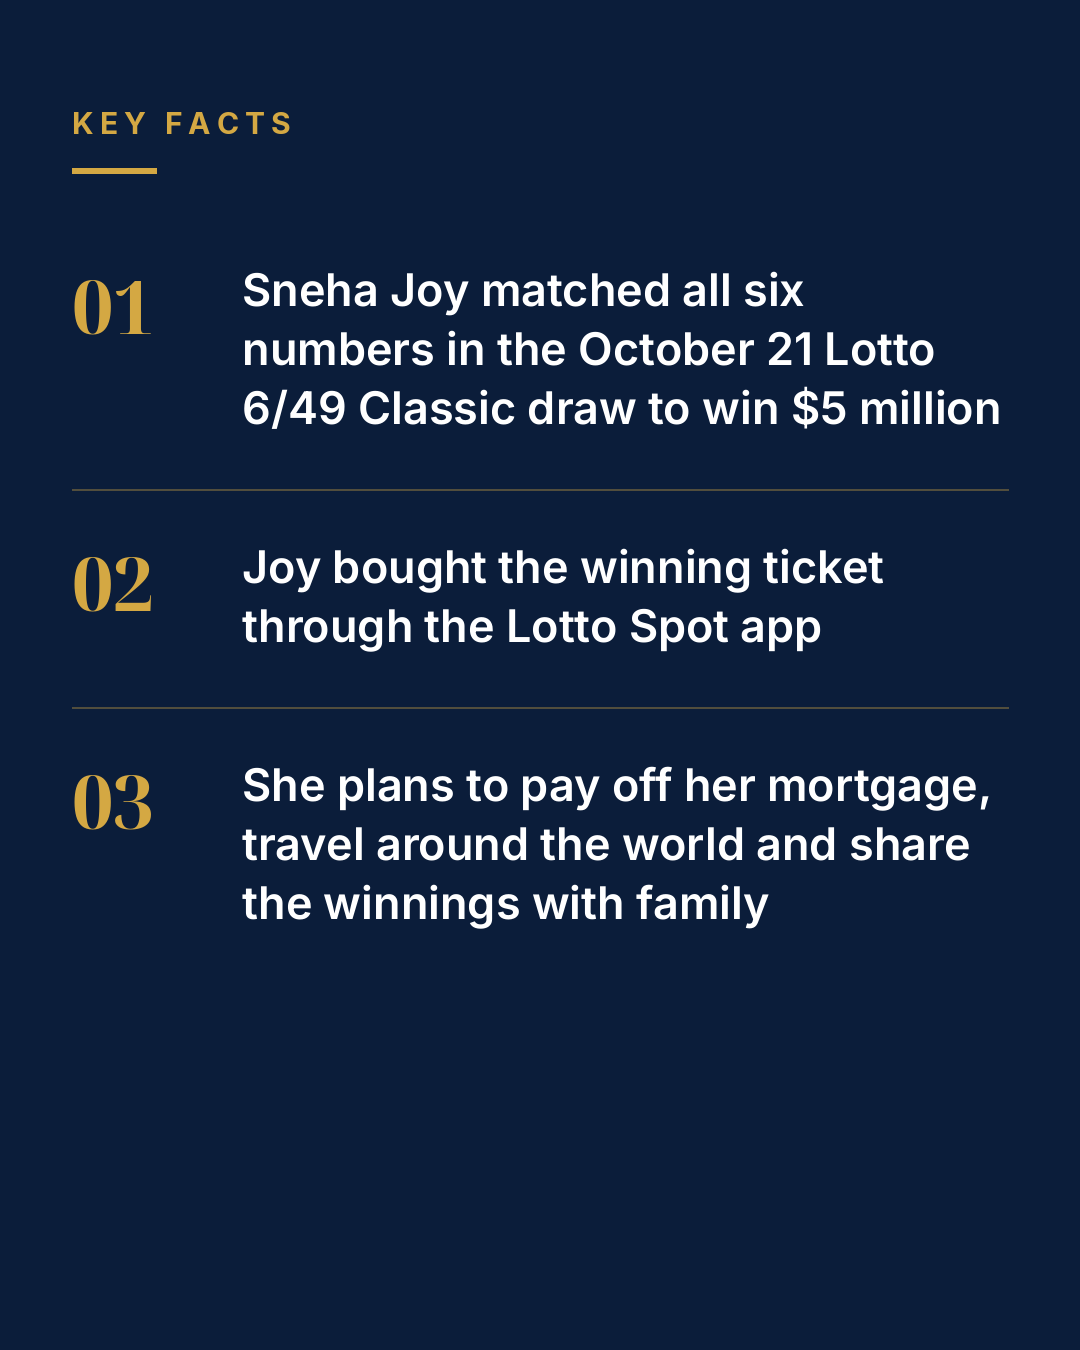 KEY FACTS
01
Sneha Joy matched all six
numbers in the October 21 Lotto
6/49 Classic draw to win $5 million
02
Joy bought the winning ticket
through the Lotto Spot app
03
She plans to pay off her mortgage,
travel around the world and share
the winnings with family